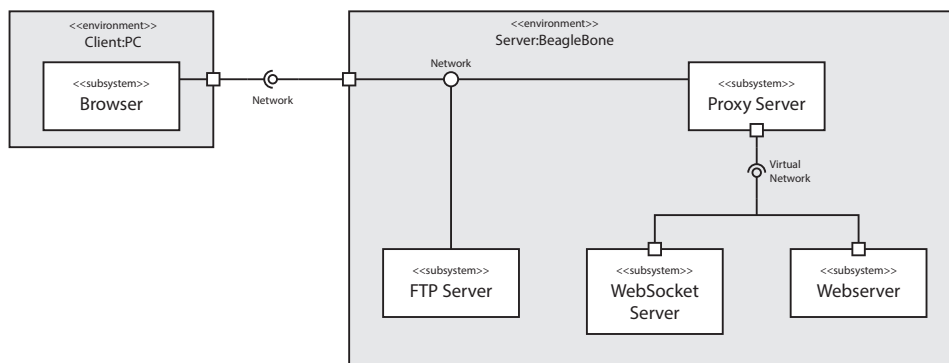 <<environment>>
Client:PC
<<subsystem>>
Browser
Network
<<environment>>
Server:BeagleBone
Network
<<subsystem>>
Proxy Server
Virtual
Network
<<subsystem>>
FTP Server
<<subsystem>>
WebSocket
Server
<<subsystem>>
Webserver